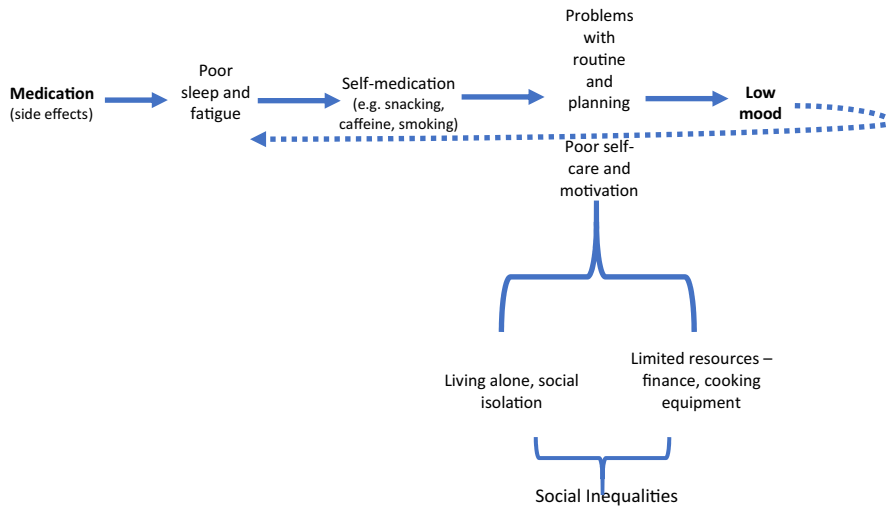 Medication
(side effects)
Poor
sleep and
fatigue
Self-medication
(e.g. snacking,
caffeine, smoking)
Problems
with
routine
and
planning
Low
mood
Poor self-
care and
motivation
Living alone, social
isolation
Limited resources –
finance, cooking
equipment
Social Inequalities